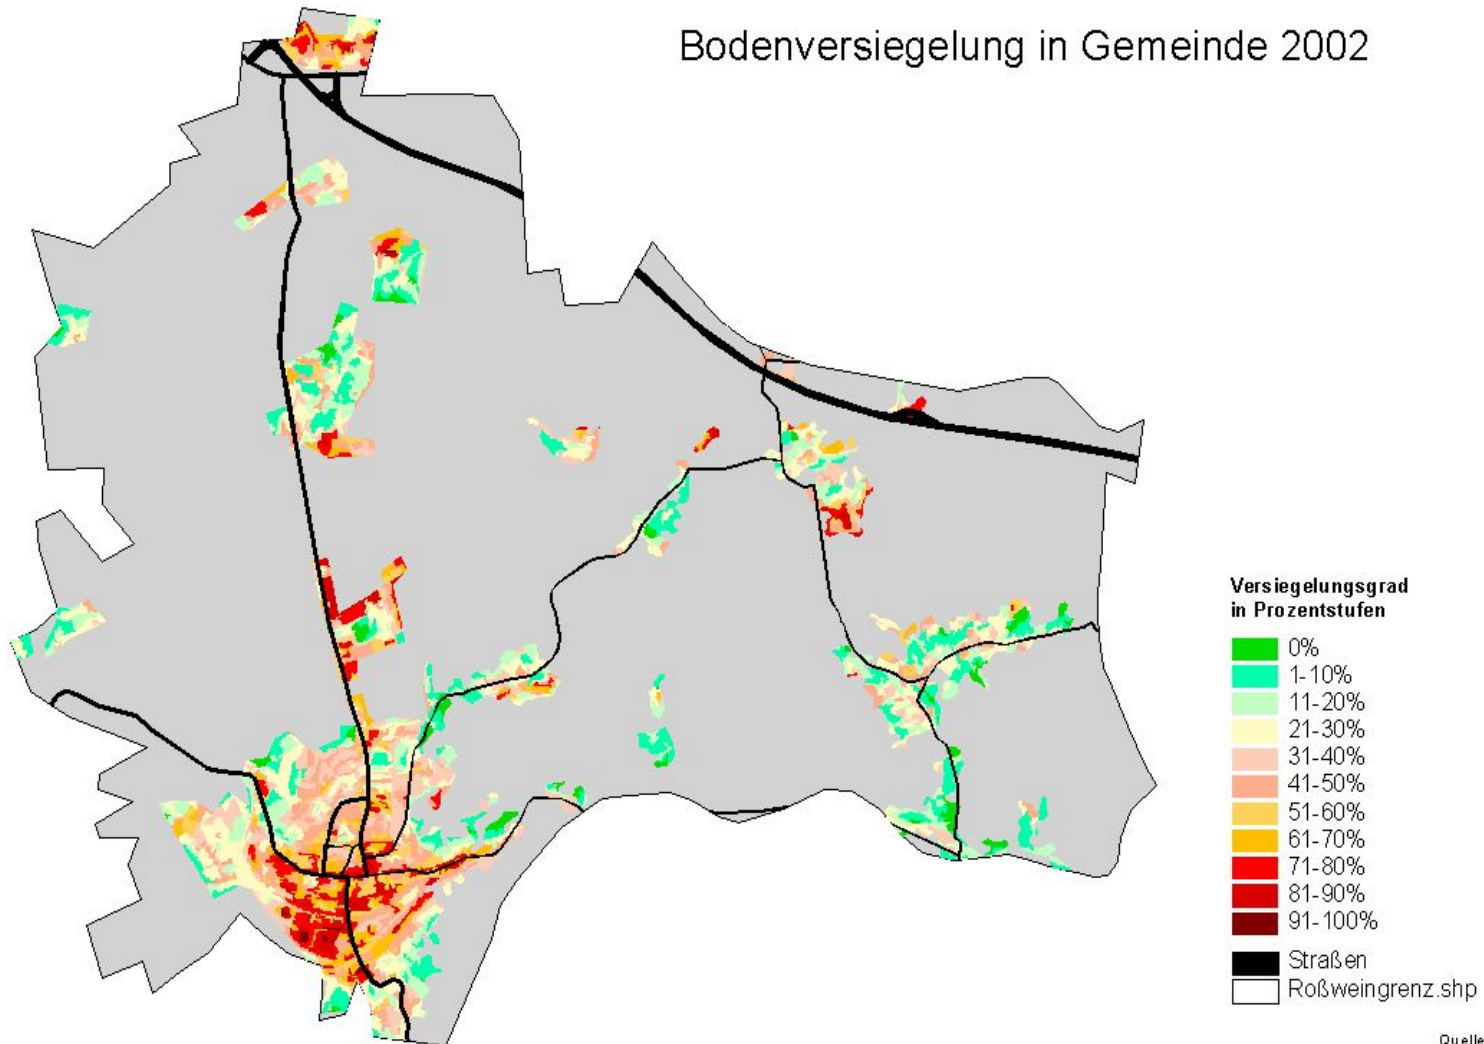 Bodenversiegelung in Gemeinde 2002
Versiegelungsgrad
in Prozentstufen
0%
1-10%
11-20%
21-30%
31-40%
41-50%
51-60%
61-70%
71-80%
81-90%
91-100%
Straßen
Roßweingrenz.shp
Quelle